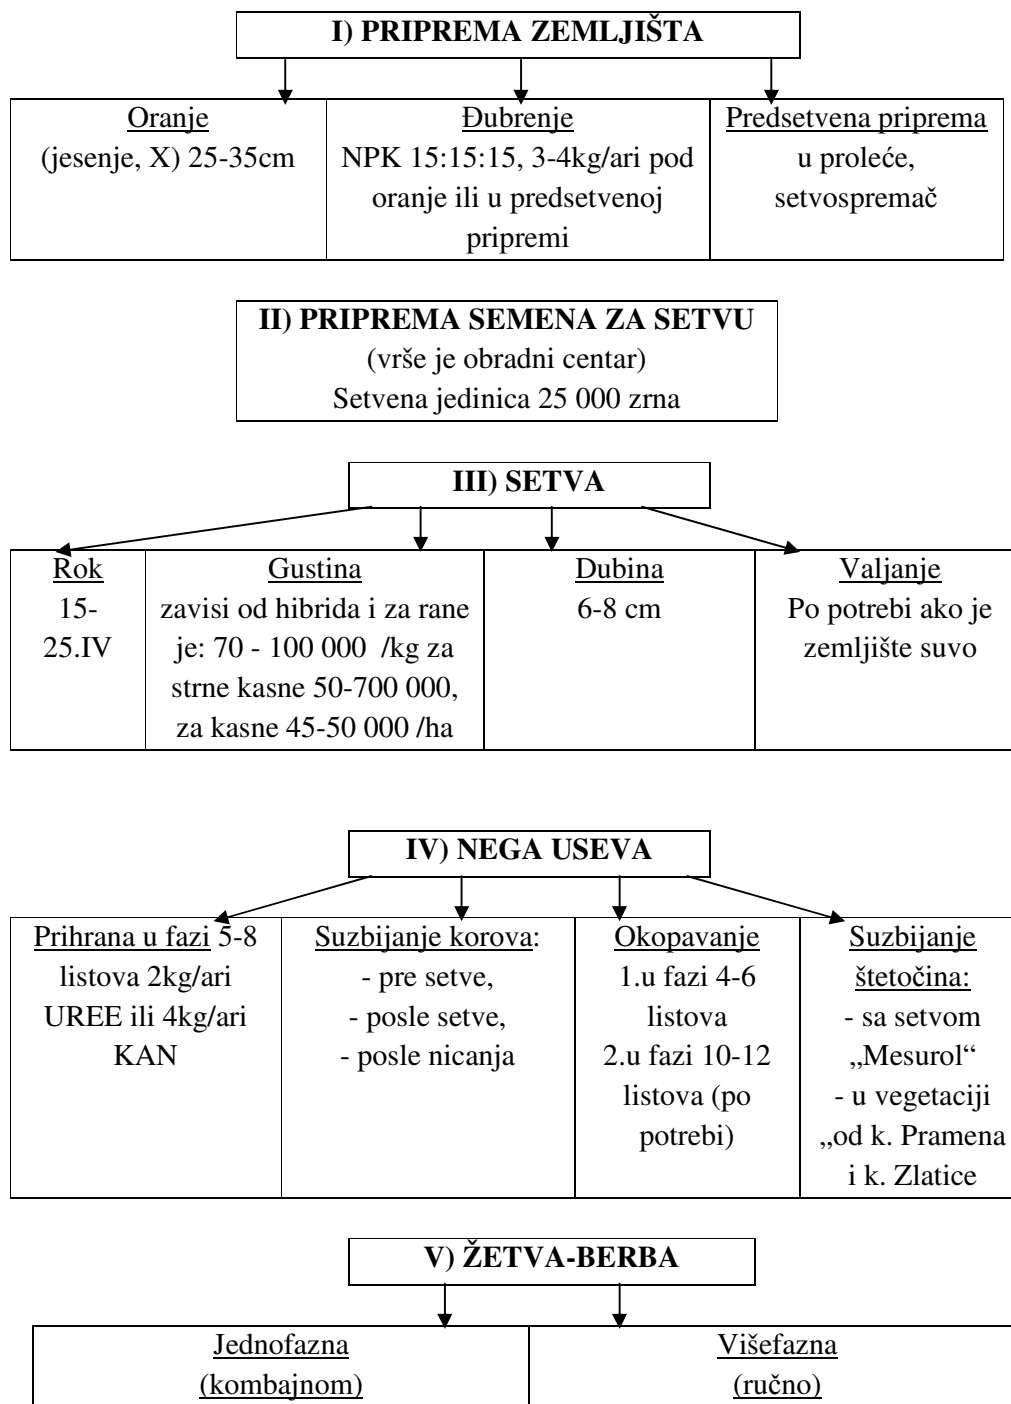 I) PRIPREMA ZEMLJIŠTA
Oranje
(jesenje, X) 25-35cm
Đubrenje
NPK 15:15:15, 3-4kg/ari pod
oranje ili u predsetvenoj
pripremi
Predsetvena priprema
u proleće,
setvospremač
II) PRIPREMA SEMENA ZA SETVU
(vrše je obradni centar)
Setvena jedinica 25 000 zrna
III) SETVA
Rok
15-
25.IV
Gustina
zavisi od hibrida i za rane
je: 70 - 100 000 /kg za
strne kasne 50-700 000,
za kasne 45-50 000 /ha
Dubina
6-8 cm
Valjanje
Po potrebi ako je
zemljište suvo
IV) NEGA USEVA
Prihrana u fazi 5-8
listova 2kg/ari
UREE ili 4kg/ari
KAN
Suzbijanje korova:
- pre setve,
- posle setve,
- posle nicanja
Okopavanje
1.u fazi 4-6
listova
2.u fazi 10-12
listova (po
potrebi)
Suzbijanje
štetočina:
- sa setvom
„Mesurol“
- u vegetaciji
„od k. Pramena
i k. Zlatice
V) ŽETVA-BERBA
Jednofazna
(kombajnom)
Višefazna
(ručno)